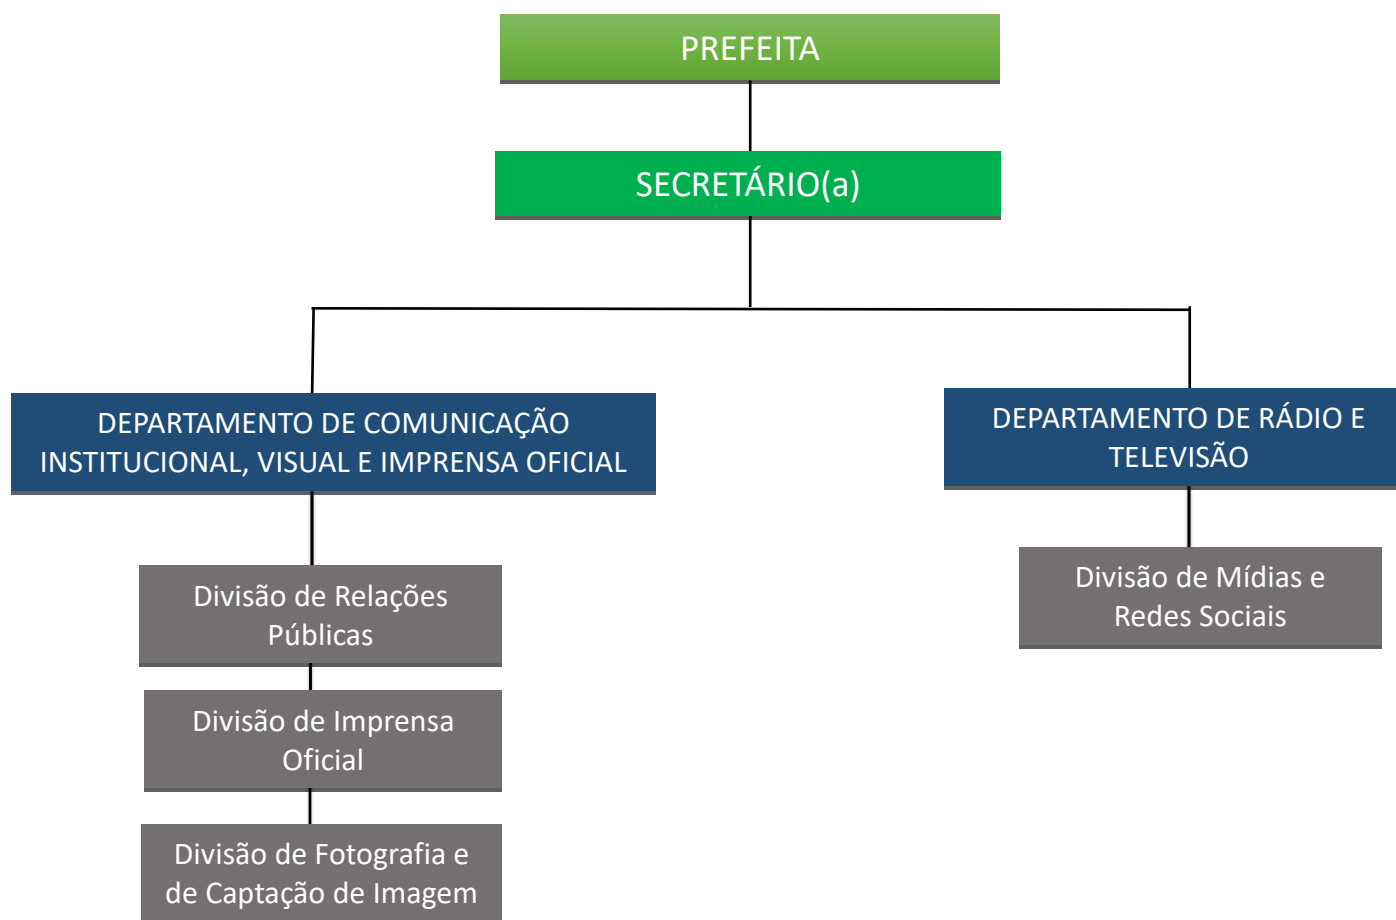 PREFEITA
SECRETÁRIO(a)
DEPARTAMENTO DE COMUNICAÇÃO
INSTITUCIONAL, VISUAL E IMPRENSA OFICIAL
DEPARTAMENTO DE RÁDIO E
TELEVISÃO
Divisão de Relações
Públicas
Divisão de Imprensa
Oficial
Divisão de Fotografia e
de Captação de Imagem
Divisão de Mídias e
Redes Sociais